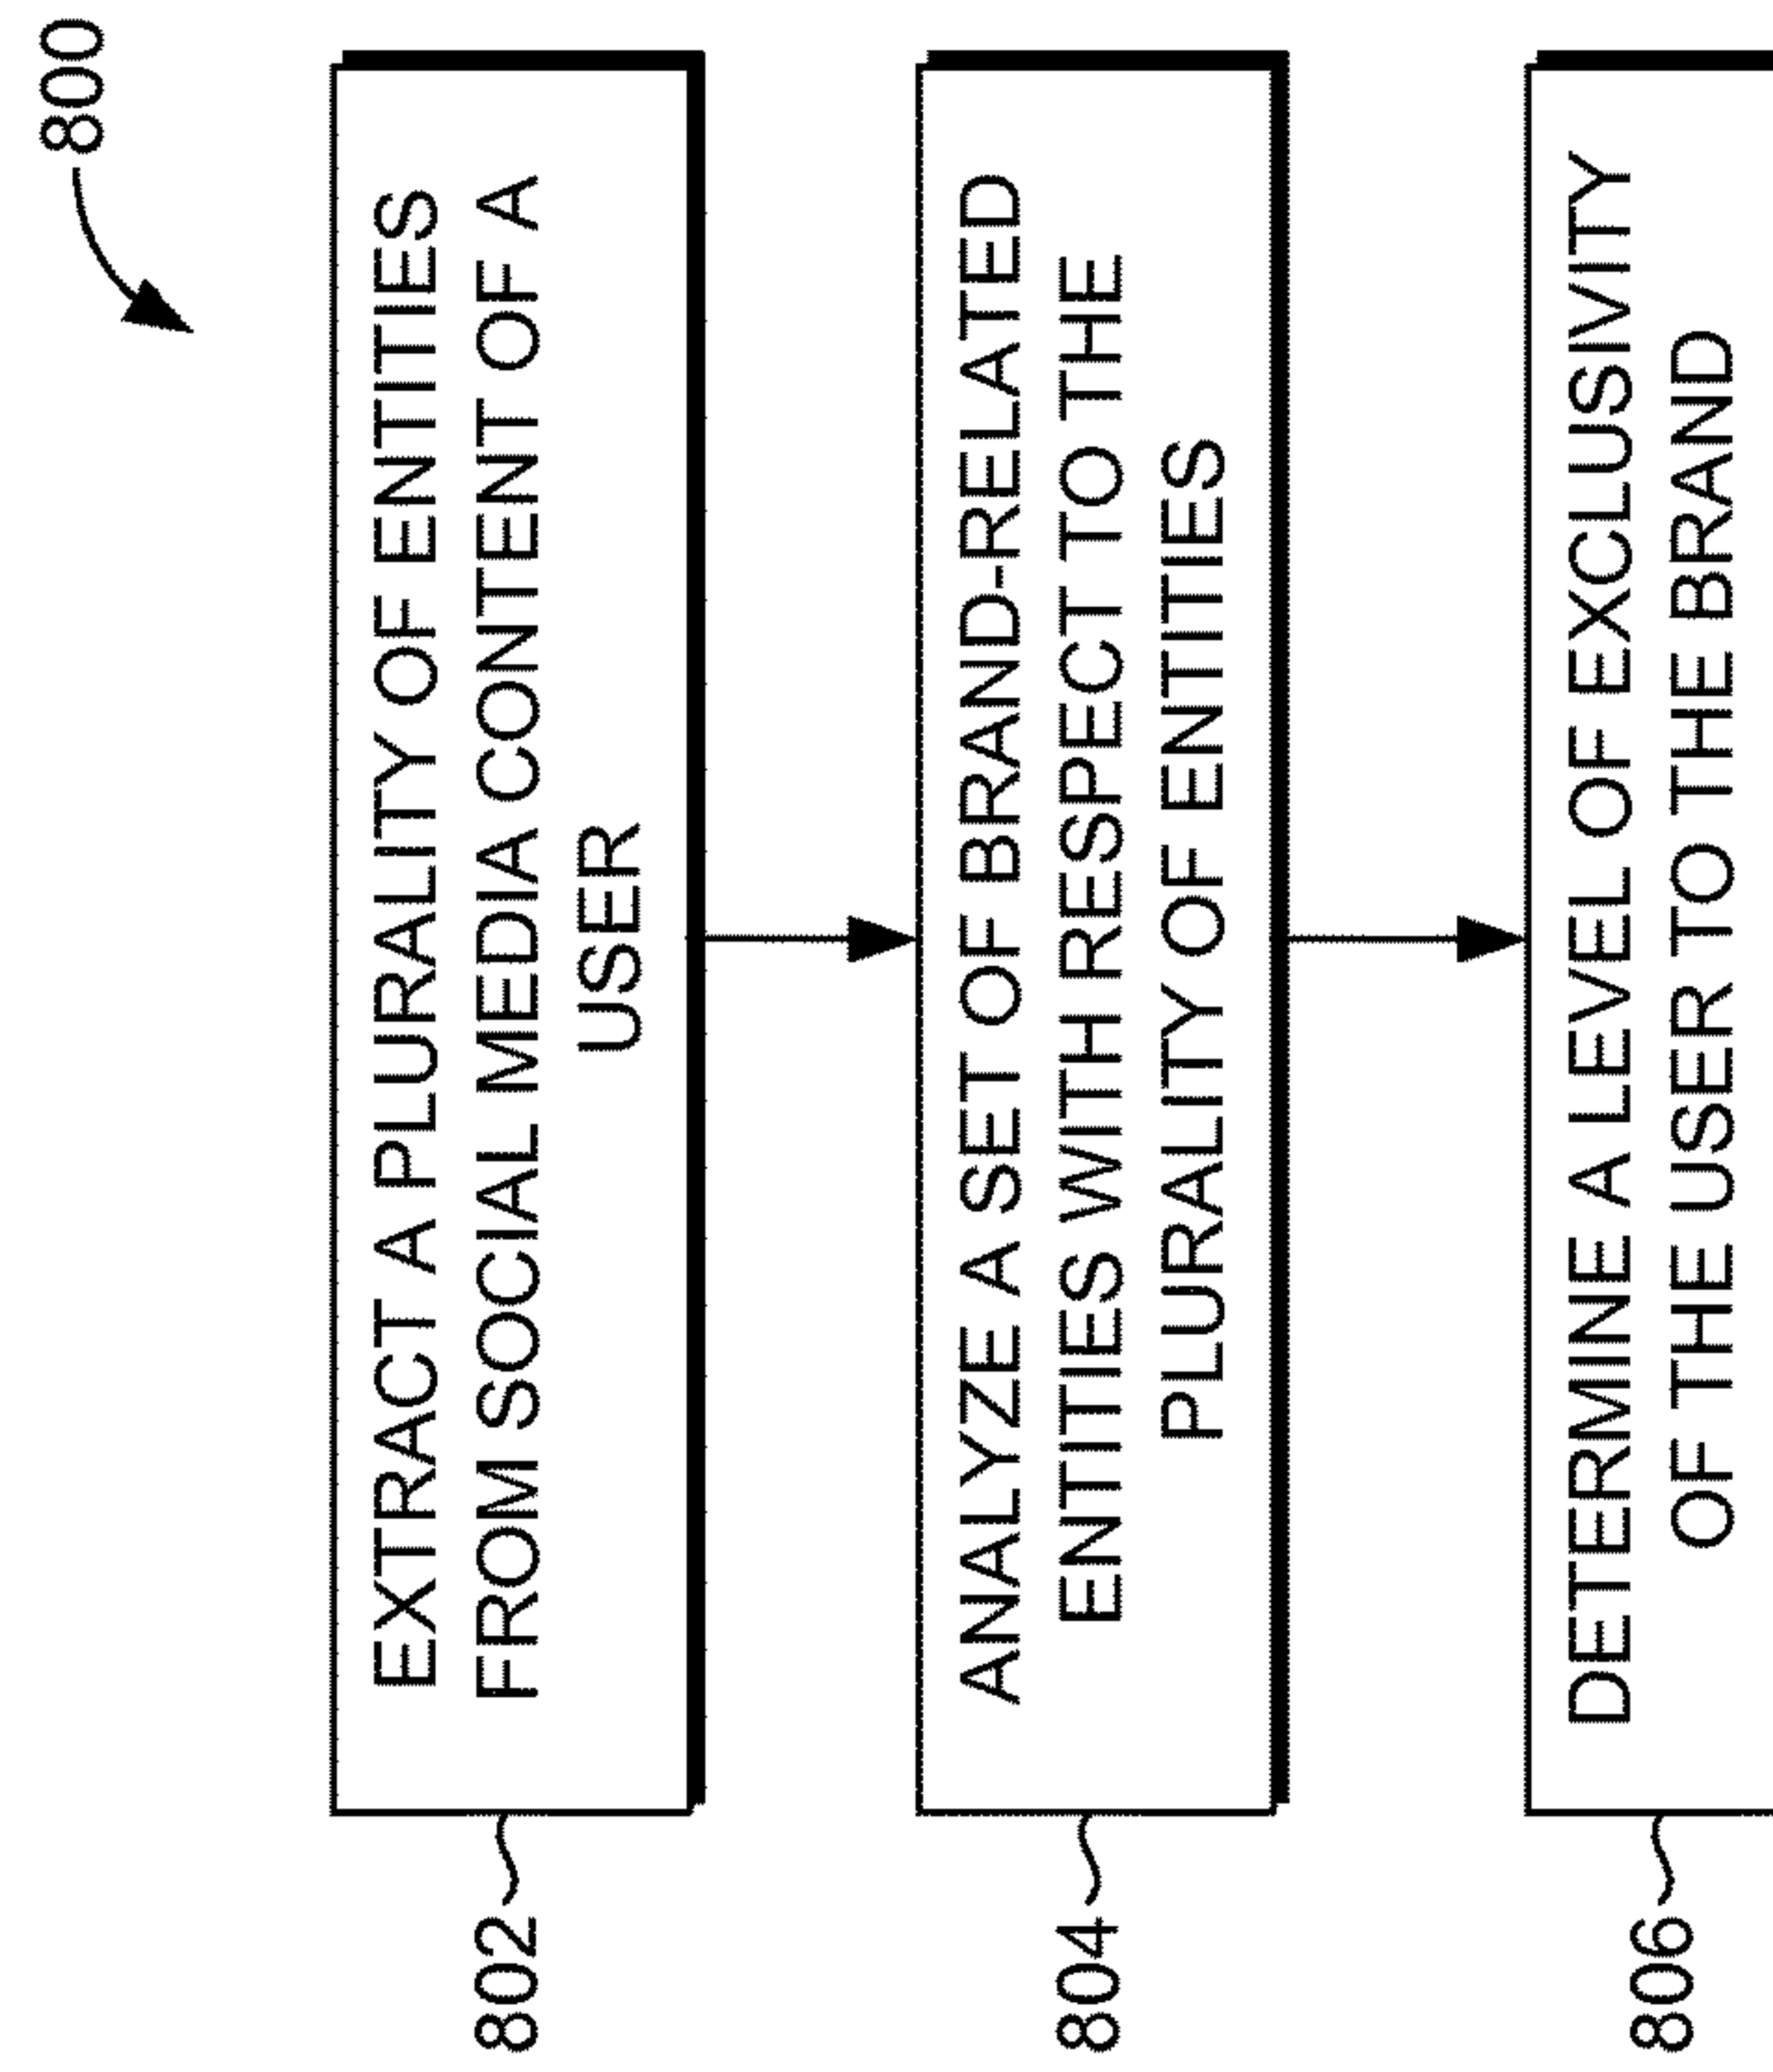 800
802
EXTRACT A PLURALITY OF ENTITIES
FROM SOCIAL MEDIA CONTENT OF A
USER
804
ANALYZE A SET OF BRAND-RELATED
ENTITIES WITH RESPECT TO THE
PLURALITY OF ENTITIES
806
DETERMINE A LEVEL OF EXCLUSIVITY
OF THE USER TO THE BRAND